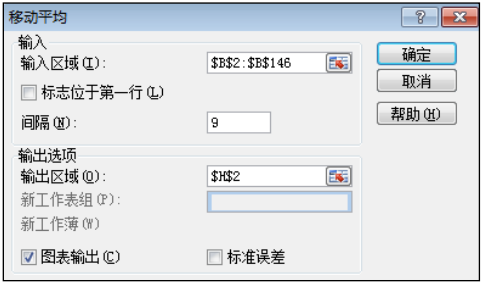 移动平均
输入
输入区域(I): $B$2:$B$146
标志位于第一行(L)
间隔(N): 9
输出选项
输出区域(O): $H$2
新工作表组(P):
新工作薄(W)
图表输出(C) 标准误差
确定
取消
帮助(H)